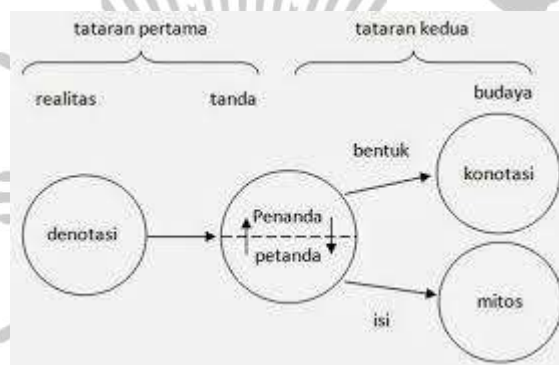 tataran pertama
tataran kedua
realitas
tanda
budaya
bentuk
konotasi
denotasi
Penanda
petanda
isi
mitos